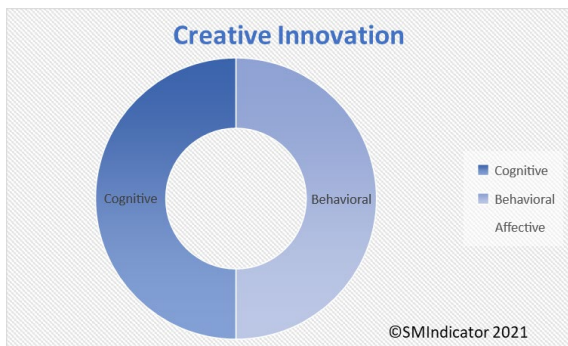 Creative Innovation
Cognitive
Behavioral
Cognitive
Behavioral
Affective
©SMIndicator 2021